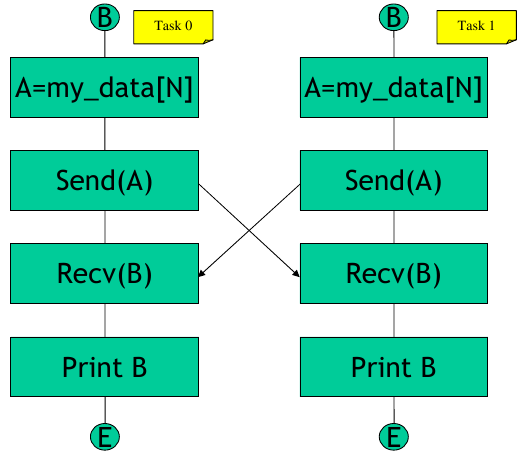 B
Task 0
A=my_data[N]
Send(A)
Recv(B)
Print B
E
B
Task 1
A=my_data[N]
Send(A)
Recv(B)
Print B
E